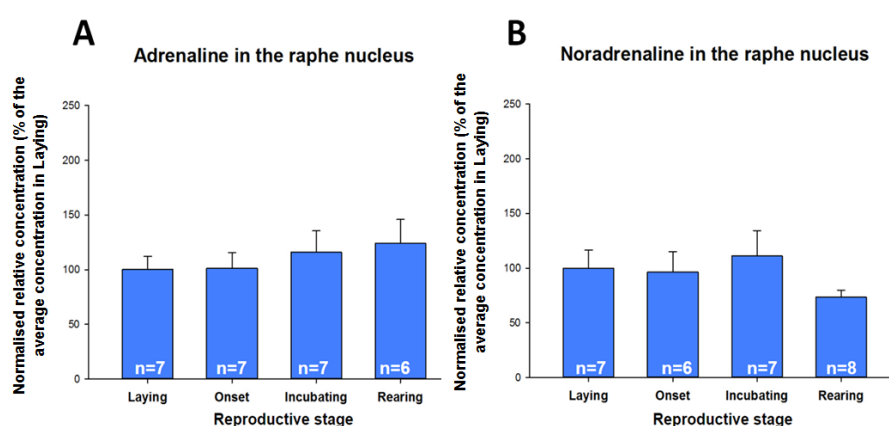 A
Adrenaline in the raphe nucleus
Normalised relative concentration (% of the
average concentration in Laying)
250
200
150
100
50
0
n=7
n=7
n=7
n=6
Laying
Onset
Incubating
Rearing
Reproductive stage
B
Noradrenaline in the raphe nucleus
Normalised relative concentration (% of the
average concentration in Laying)
250
200
150
100
50
0
n=7
n=6
n=7
n=8
Laying
Onset
Incubating
Rearing
Reproductive stage